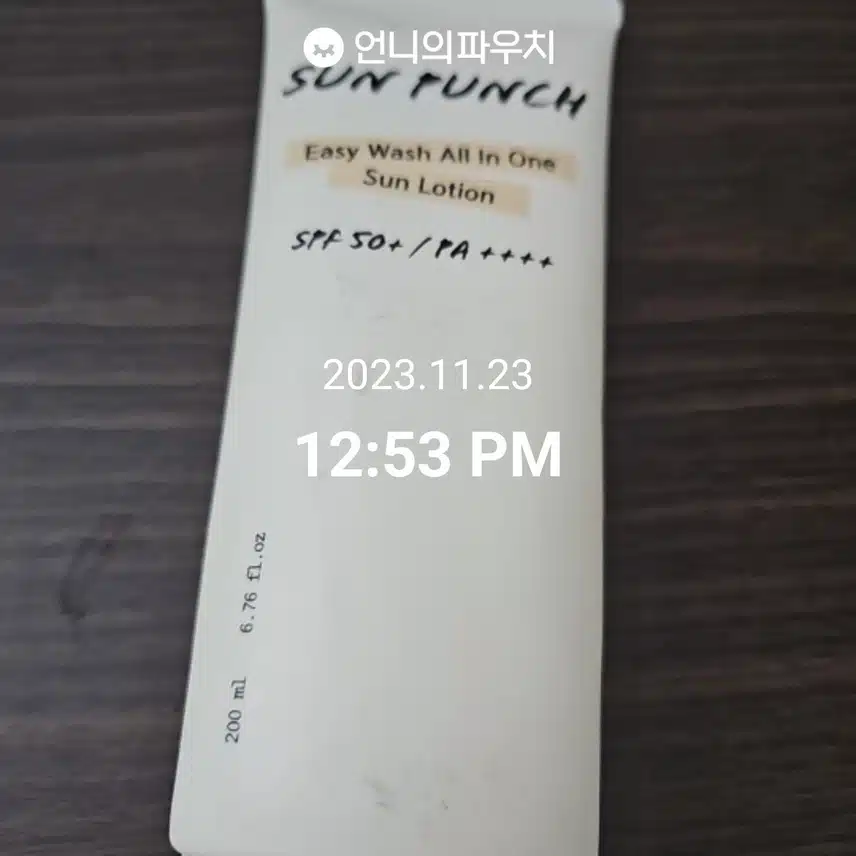 언니의파우치
SUN PUNCH
Easy Wash All In One
Sun Lotion
SPF 50+ / PA ++++
2023.11.23
12:53 PM
200 ml 6.76 fl.oz